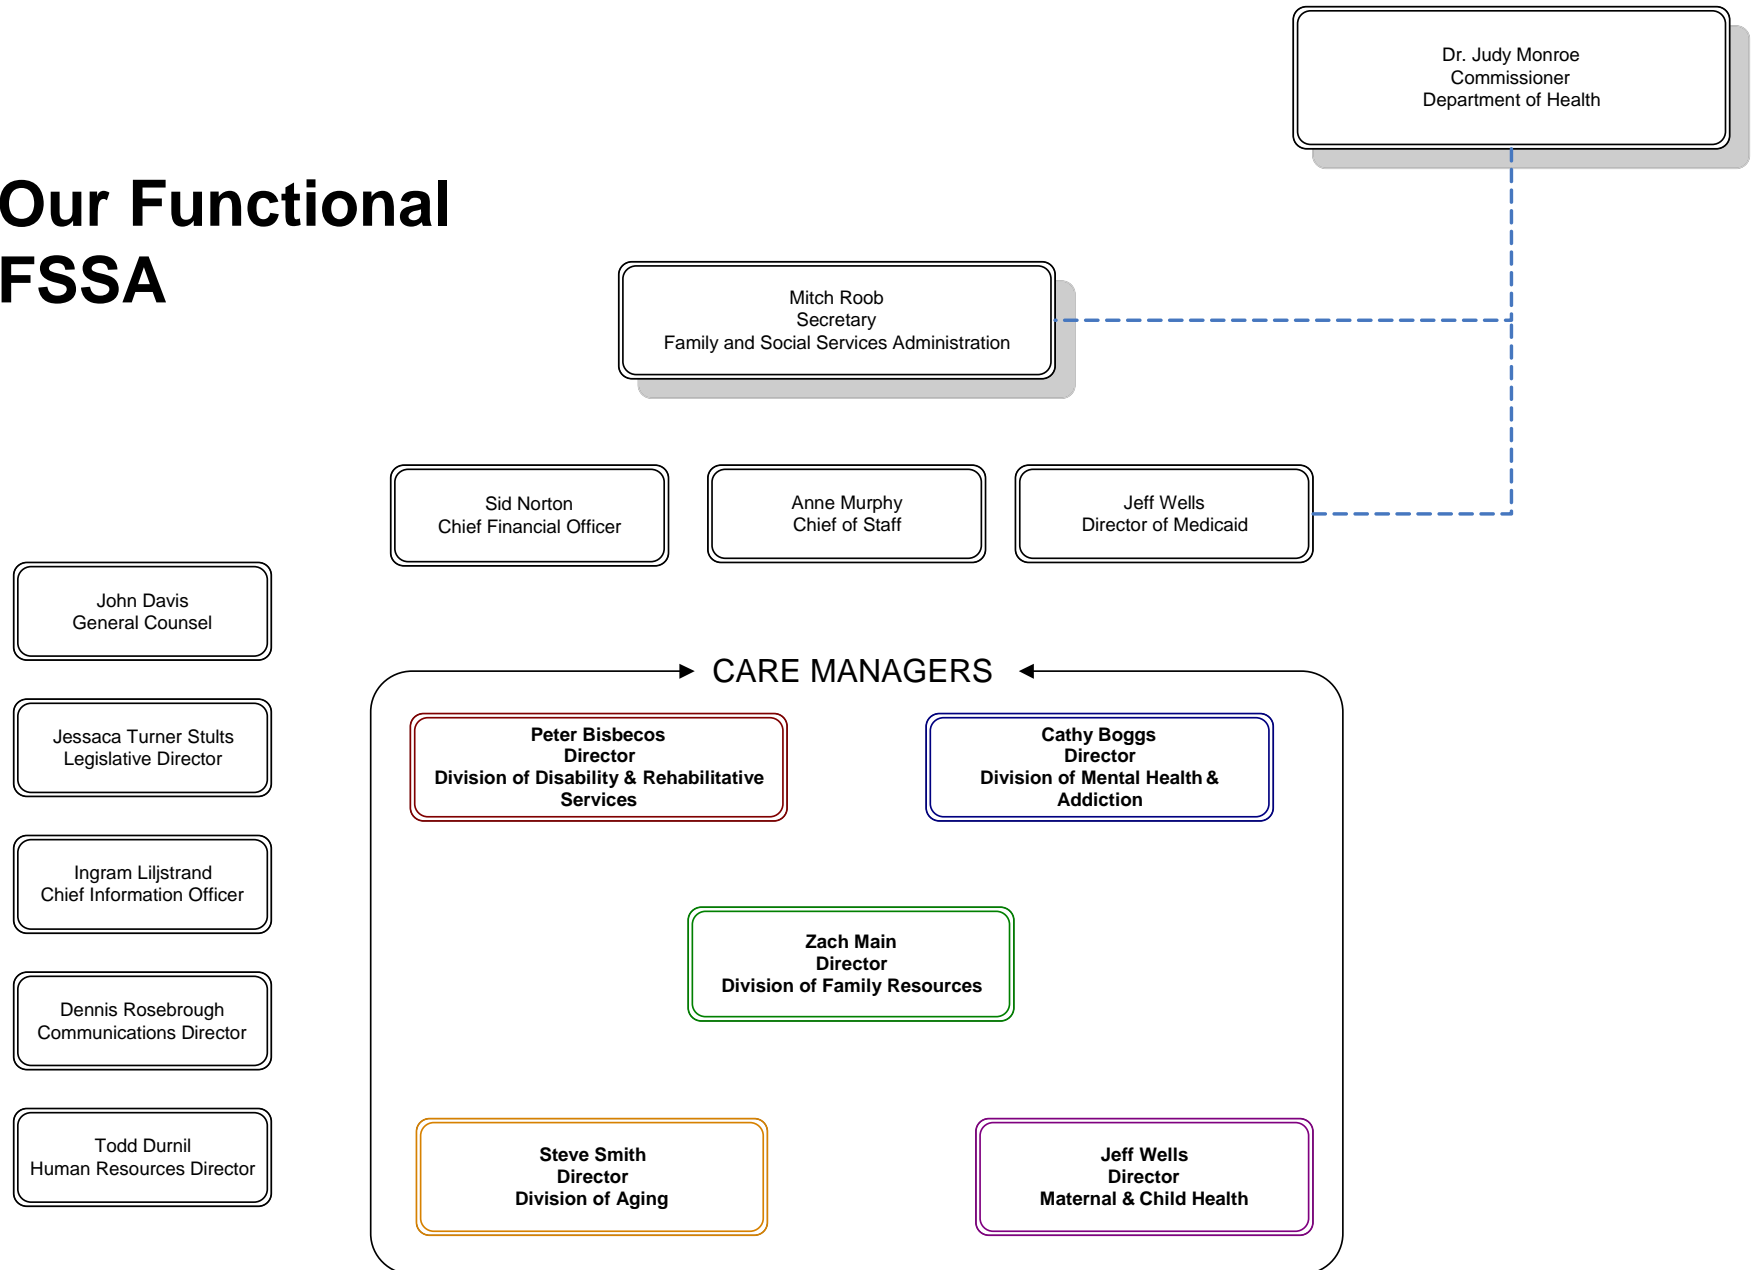 Dr. Judy Monroe
Commissioner
Department of Health
Our Functional
FSSA
Mitch Roob
Secretary
Family and Social Services Administration
Sid Norton
Chief Financial Officer
Anne Murphy
Chief of Staff
Jeff Wells
Director of Medicaid
John Davis
General Counsel
Jessaca Turner Stults
Legislative Director
Ingram Liljstrand
Chief Information Officer
Dennis Rosebrough
Communications Director
Todd Durnil
Human Resources Director
CARE MANAGERS
Peter Bisbecos
Director
Division of Disability & Rehabilitative
Services
Cathy Boggs
Director
Division of Mental Health &
Addiction
Zach Main
Director
Division of Family Resources
Steve Smith
Director
Division of Aging
Jeff Wells
Director
Maternal & Child Health